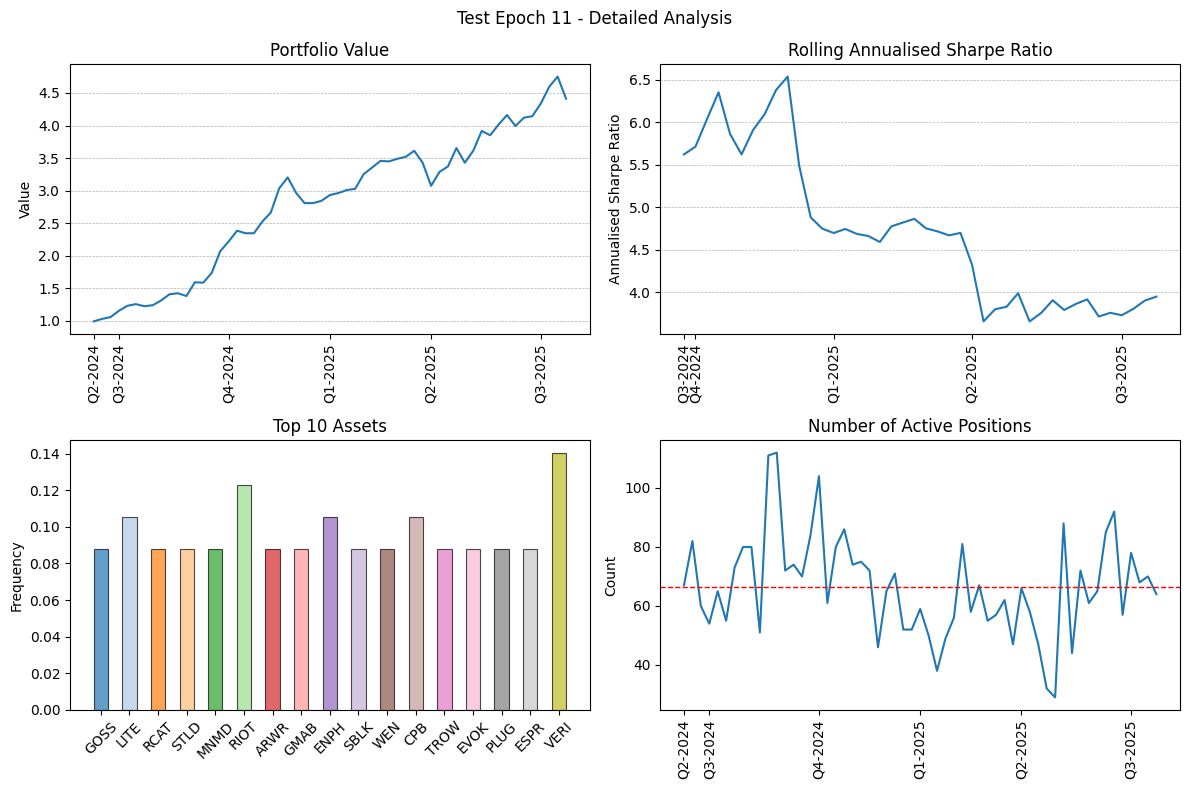 Test Epoch 11 - Detailed Analysis
Portfolio Value
Value
4.5
4.0
3.5
3.0
2.5
2.0
1.5
1.0
Q2-2024
Q3-2024
Q4-2024
Q1-2025
Q2-2025
Q3-2025
Rolling Annualised Sharpe Ratio
Annualised Sharpe Ratio
6.5
6.0
5.5
5.0
4.5
4.0
Q3-2024
Q4-2024
Q1-2025
Q2-2025
Q3-2025
Top 10 Assets
Frequency
0.14
0.12
0.10
0.08
0.06
0.04
0.02
0.00
GOSS
LITE
RCAT
STLD
MNMD
RIOT
ARWR
GMAB
ENPH
SBLK
WEN
CPB
TROW
EVOK
PLUG
ESPR
VERI
Number of Active Positions
Count
100
80
60
40
Q2-2024
Q3-2024
Q4-2024
Q1-2025
Q2-2025
Q3-2025